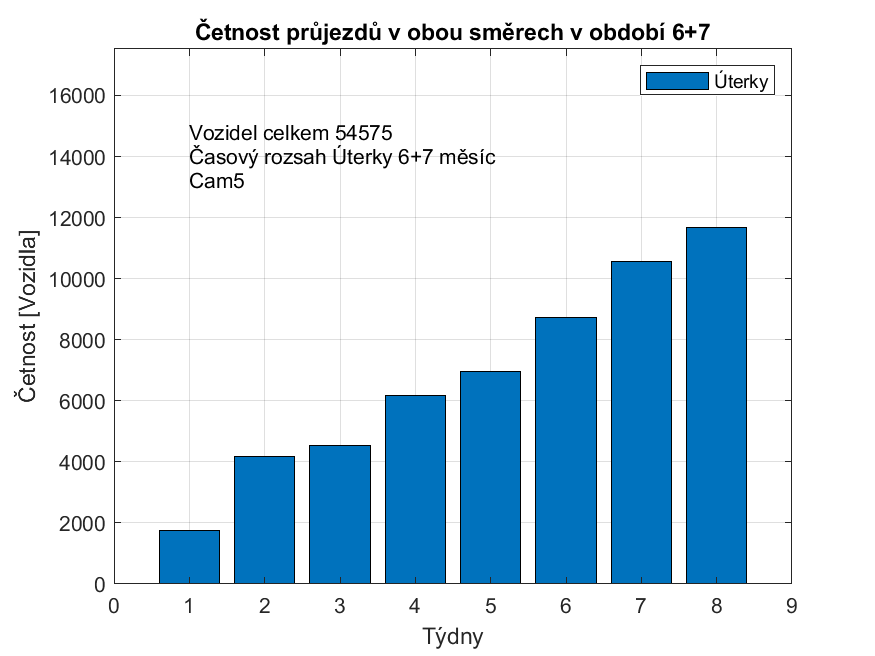 Četnost průjezdů v obou směrech v období 6+7
Úterky
Vozidel celkem 54575
Časový rozsah Úterky 6+7 měsíc
Cam5
Četnost [Vozidla]
16000
14000
12000
10000
8000
6000
4000
2000
0
0 1 2 3 4 5 6 7 8 9
Týdny